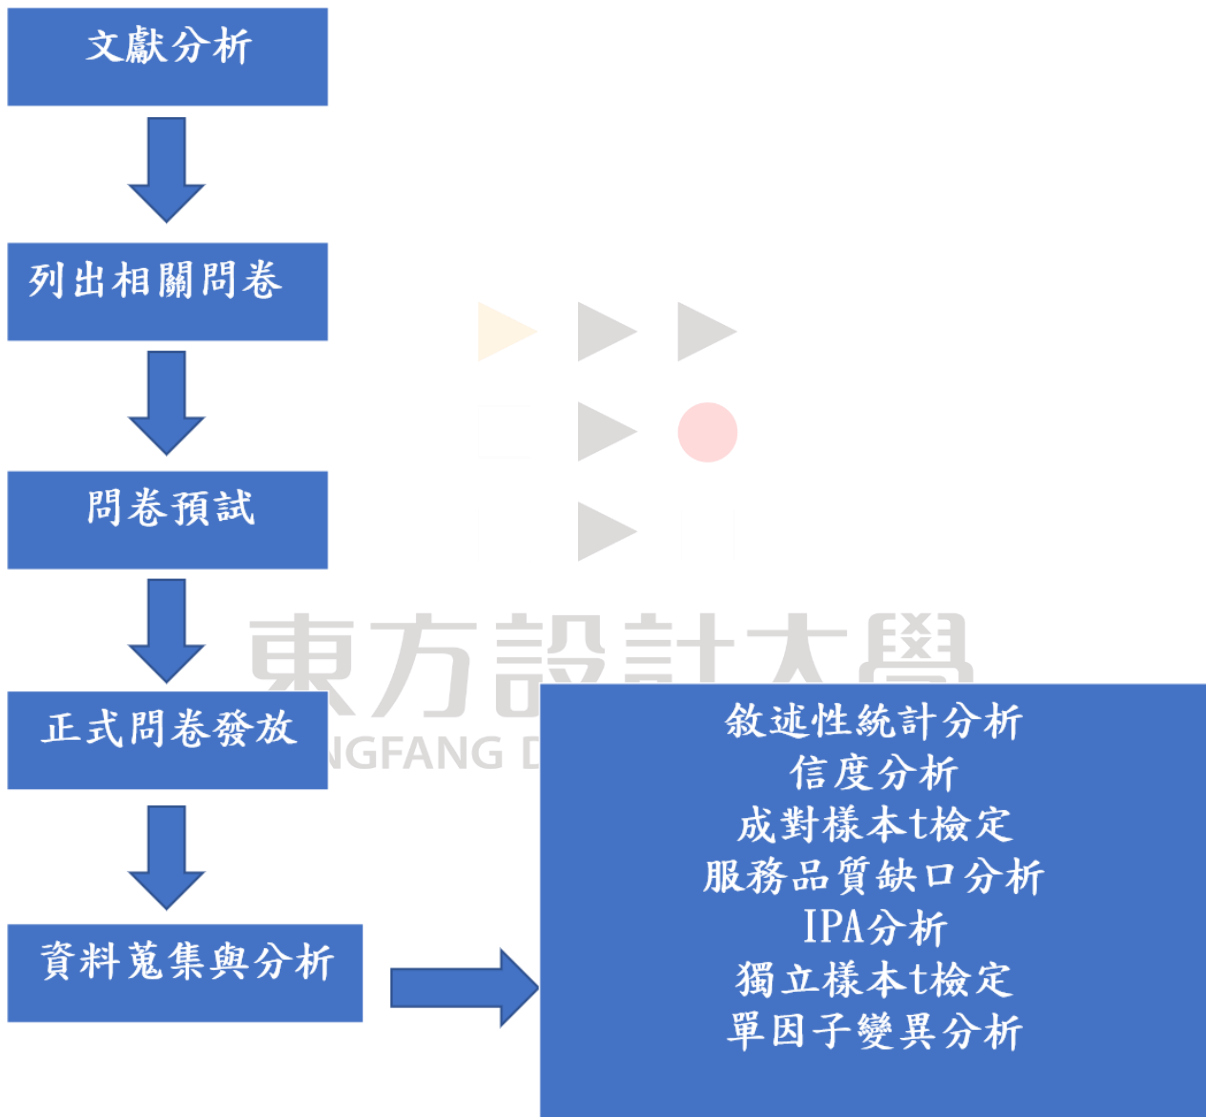 文獻分析
列出相關問卷
問卷預試
東方設計大學
正式問卷發放
NGFANG D
資料蒐集與分析
敘述性統計分析
信度分析
成對樣本t檢定
服務品質缺口分析
IPA分析
獨立樣本t檢定
單因子變異分析